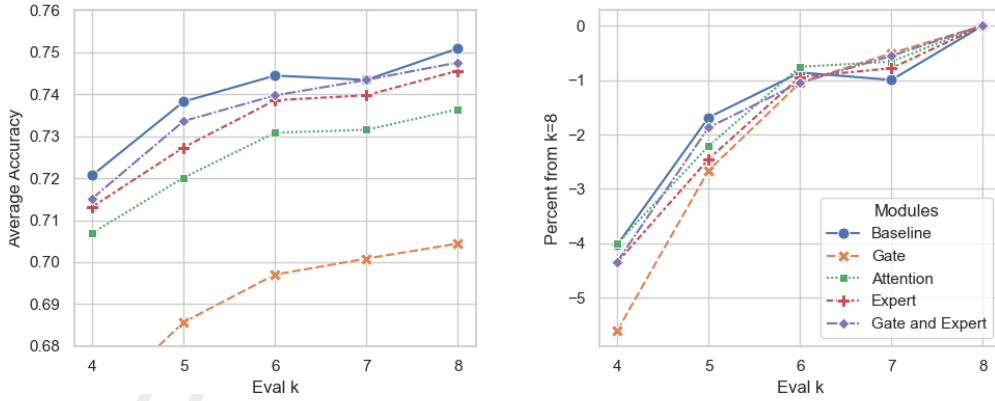 0.76
0.75
0.74
0.73
0.72
0.71
0.70
0.69
0.68
Average Accuracy
4 5 6 7 8
Eval k
0
−1
−2
−3
−4
−5
Percent from k=8
4 5 6 7 8
Eval k
Modules
Baseline
Gate
Attention
Expert
Gate and Expert